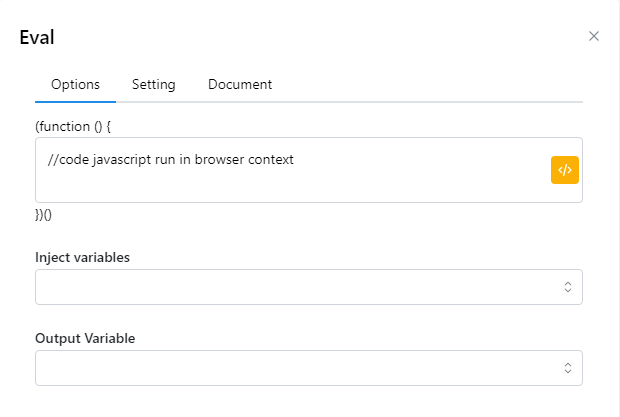 Eval
Options Setting Document
(function () {
//code javascript run in browser context
</>
})()
Inject variables
Output Variable